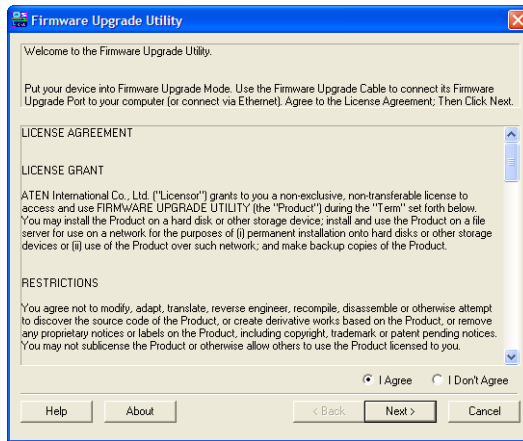 Firmware Upgrade Utility
Welcome to the Firmware Upgrade Utility.
Put your device into Firmware Upgrade Mode. Use the Firmware Upgrade Cable to connect its Firmware
Upgrade Port to your computer (or connect via Ethernet). Agree to the License Agreement; Then Click Next.
LICENSE AGREEMENT
LICENSE GRANT
ATEN International Co., Ltd. ("Licensor") grants to you a non-exclusive, non-transferable license to
access and use FIRMWARE UPGRADE UTILITY (the "Product") during the "Term" set forth below.
You may install the Product on a hard disk or other storage device; install and use the Product on a file
server for use on a network for the purposes of (i) permanent installation onto hard disks or other storage
devices or (ii) use of the Product over such network; and make backup copies of the Product.
RESTRICTIONS
You agree not to modify, adapt, translate, reverse engineer, recompile, disassemble or otherwise attempt
to discover the source code of the Product, or create derivative works based on the Product, or remove
any proprietary notices or labels on the Product, including copyright, trademark or patent pending notices.
You may not sublicense the Product or otherwise allow others to use the Product licensed to you.
I Agree I Don't Agree
Help About < Back Next > Cancel